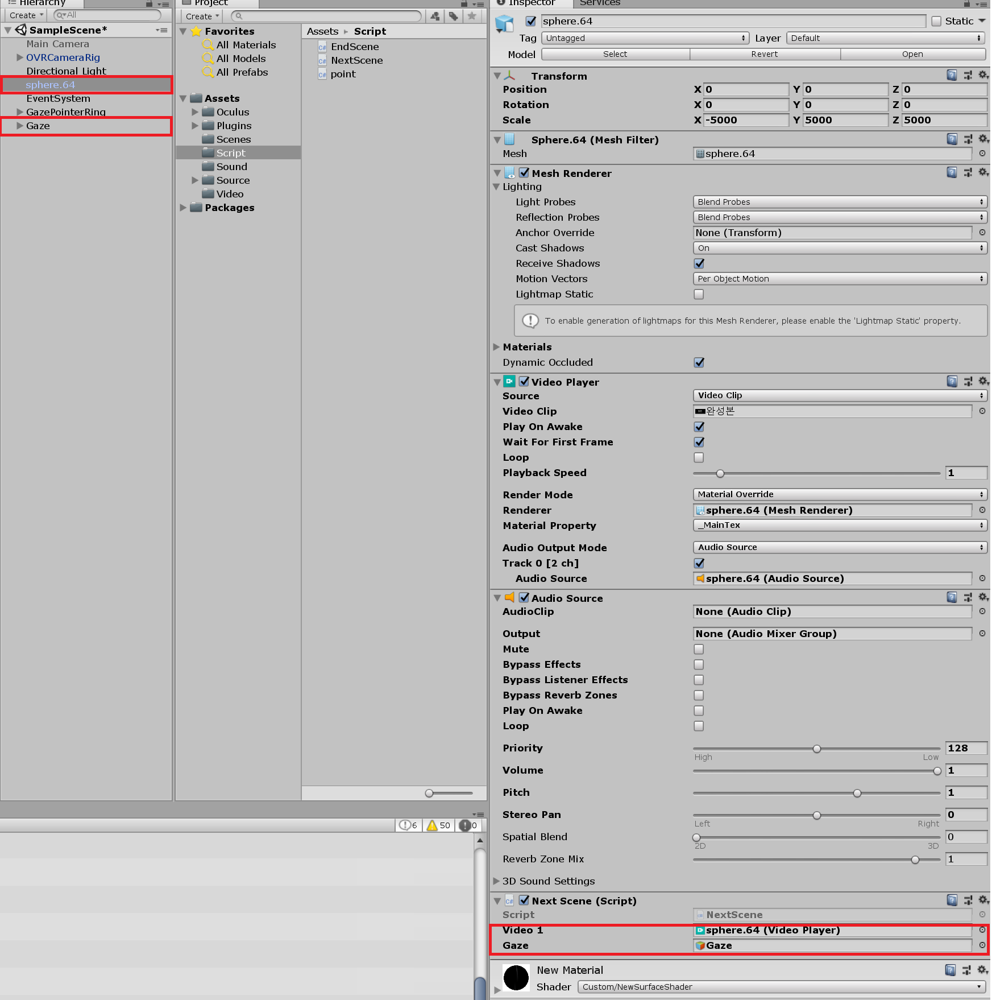 Hierarchy
Create
All
SampleScene*
Main Camera
OVRCameraRig
Directional Light
sphere.64
EventSystem
GazePointerRing
Gaze
Project
Create
Favorites
All Materials
All Models
All Prefabs
Assets
Oculus
Plugins
Scenes
Script
Sound
Source
Video
Packages
Assets Script
C# EndScene
C# NextScene
C# point
6 50 0
Inspector Services
sphere.64 Static
Tag Untagged Layer Default
Model Select Revert Open
Transform
Position X 0 Y 0 Z 0
Rotation X 0 Y 0 Z 0
Scale X -5000 Y 5000 Z 5000
Sphere.64 (Mesh Filter)
Mesh sphere.64
Mesh Renderer
Lighting
Light Probes Blend Probes
Reflection Probes Blend Probes
Anchor Override None (Transform)
Cast Shadows On
Receive Shadows
Motion Vectors Per Object Motion
Lightmap Static
To enable generation of lightmaps for this Mesh Renderer, please enable the 'Lightmap Static' property.
Materials
Dynamic Occluded
Video Player
Source Video Clip
Video Clip 완성본
Play On Awake
Wait For First Frame
Loop
Playback Speed 1
Render Mode Material Override
Renderer sphere.64 (Mesh Renderer)
Material Property _MainTex
Audio Output Mode Audio Source
Track 0 [2 ch]
Audio Source sphere.64 (Audio Source)
Audio Source
AudioClip None (Audio Clip)
Output None (Audio Mixer Group)
Mute
Bypass Effects
Bypass Listener Effects
Bypass Reverb Zones
Play On Awake
Loop
Priority 128
High Low
Volume 1
Pitch 1
Stereo Pan 0
Left Right
Spatial Blend 0
2D 3D
Reverb Zone Mix 1
3D Sound Settings
C# Next Scene (Script)
Script NextScene
Video 1 sphere.64 (Video Player)
Gaze Gaze
New Material
Shader Custom/NewSurfaceShader